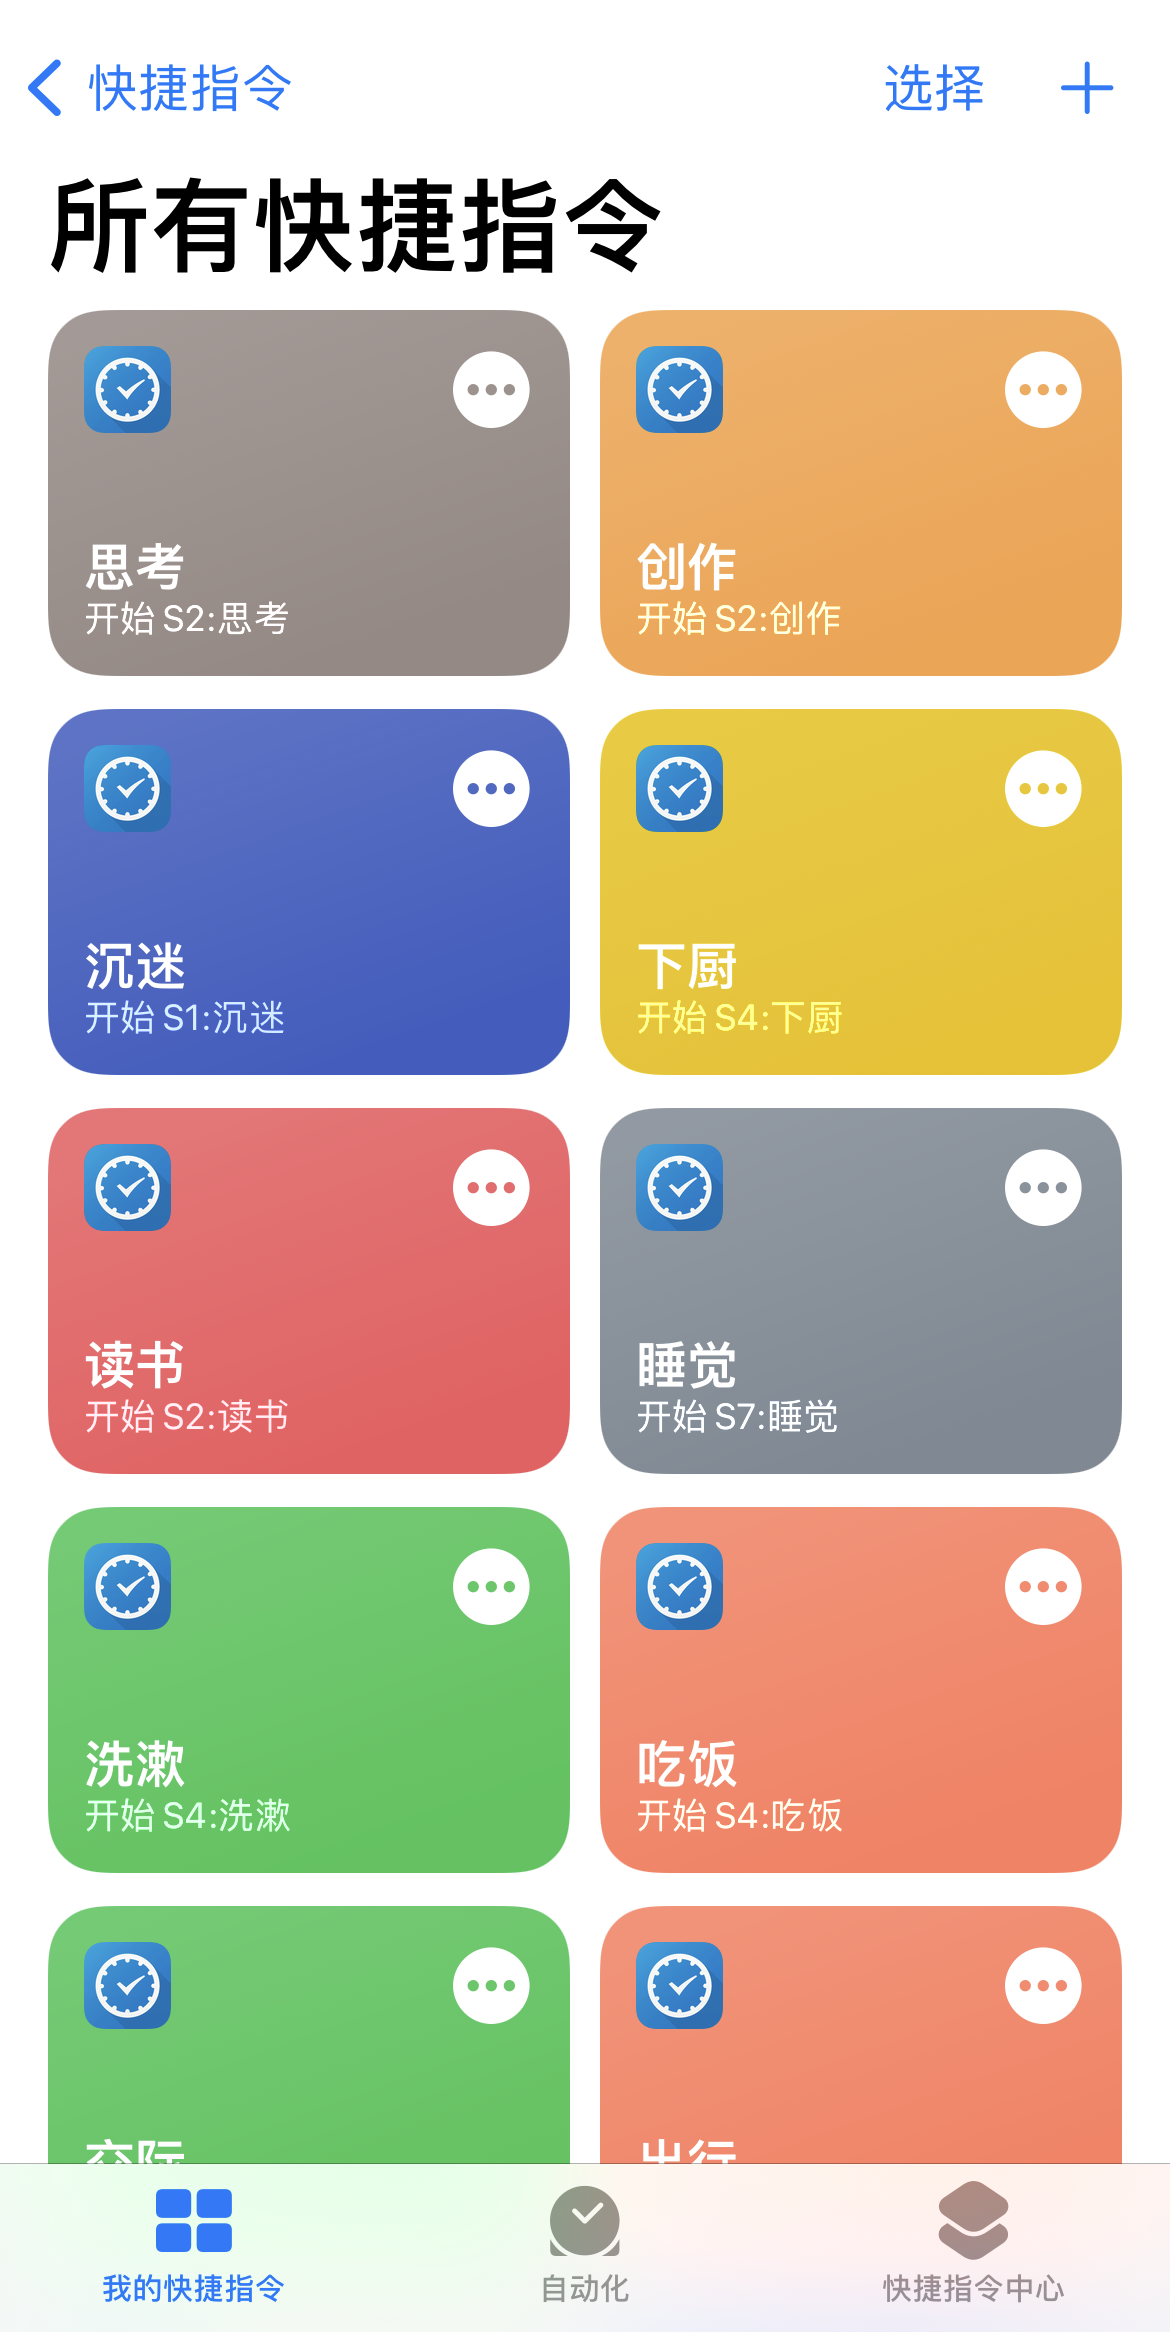 快捷指令
选择
所有快捷指令
思考
开始 S2:思考
创作
开始 S2:创作
沉迷
开始 S1:沉迷
下厨
开始 S4:下厨
读书
开始 S2:读书
睡觉
开始 S7:睡觉
洗漱
开始 S4:洗漱
吃饭
开始 S4:吃饭
交际
出行
我的快捷指令
自动化
快捷指令中心